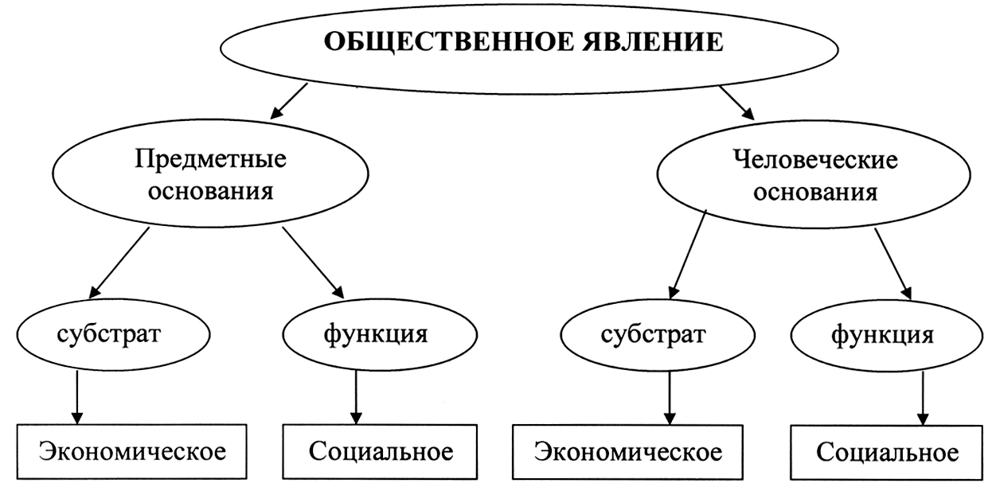 ОБЩЕСТВЕННОЕ ЯВЛЕНИЕ
Предметные
основания
Человеческие
основания
субстрат
функция
субстрат
функция
Экономическое
Социальное
Экономическое
Социальное